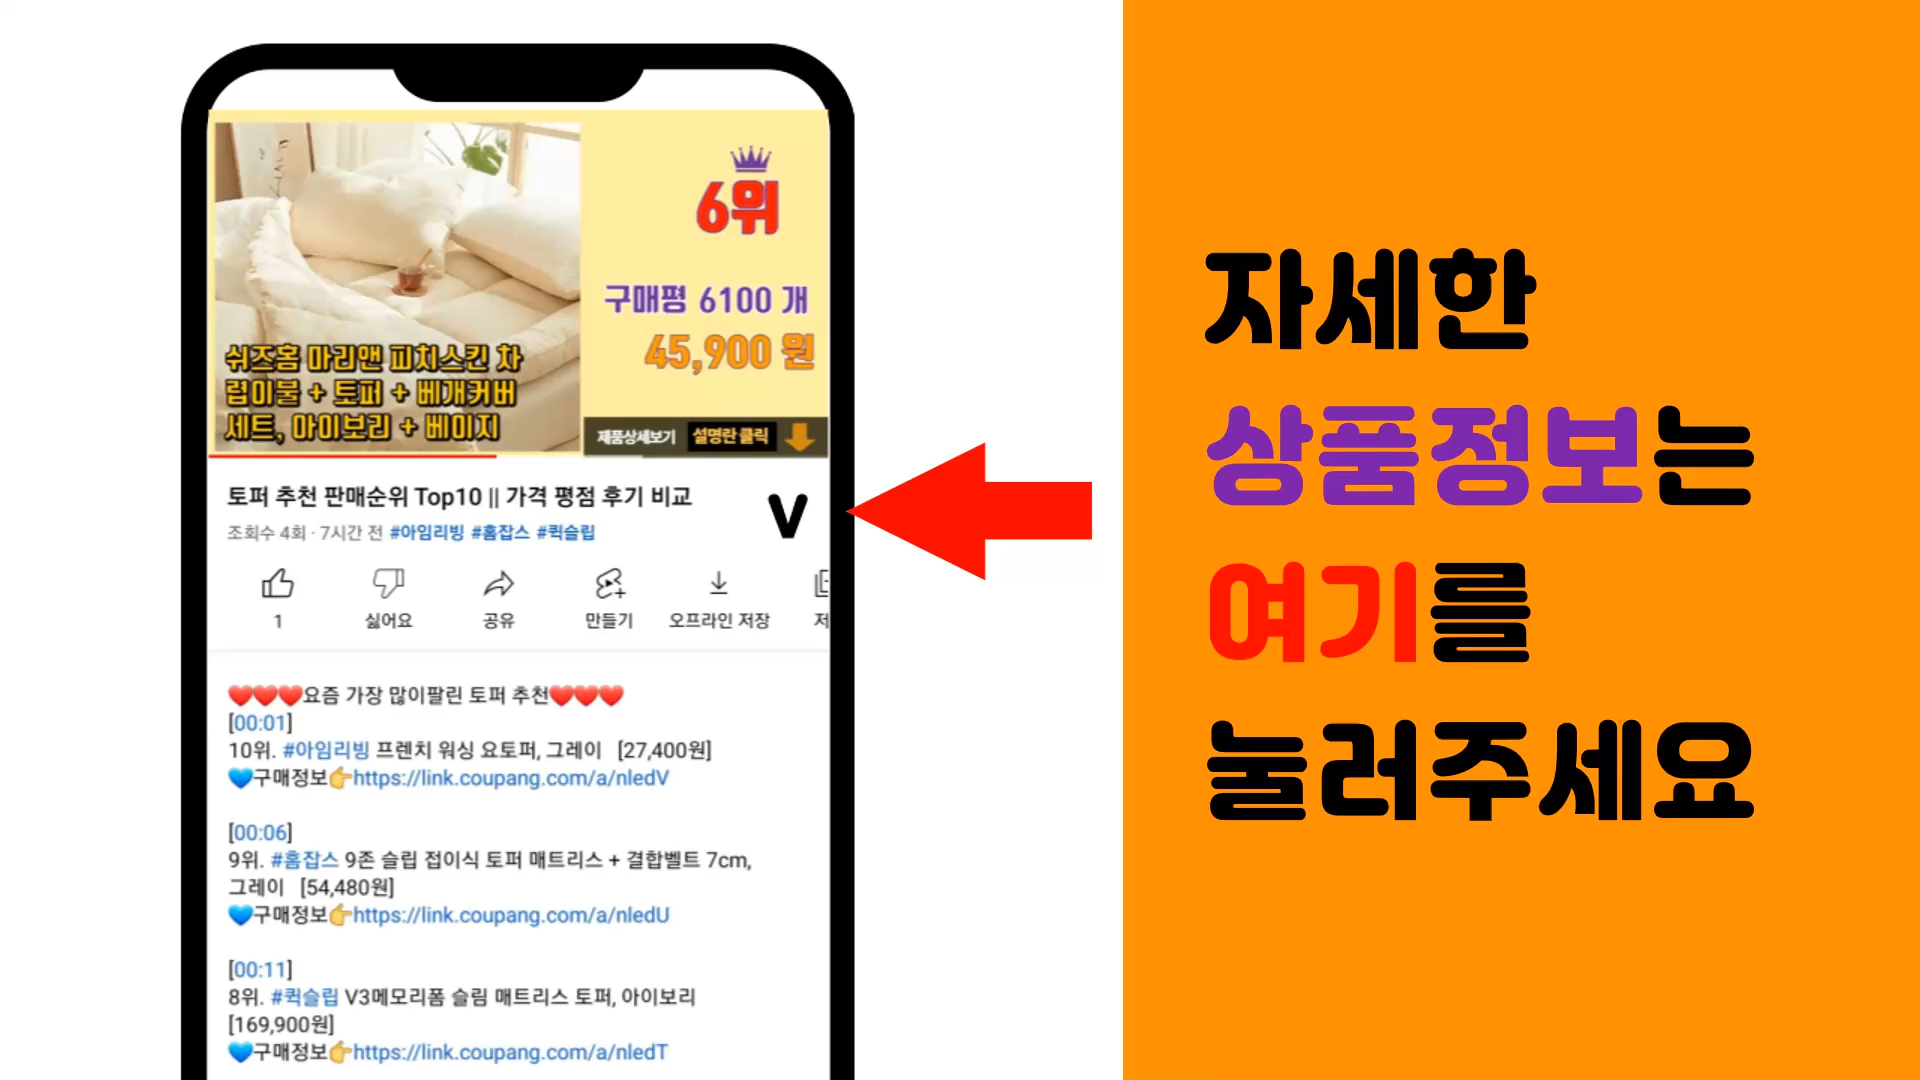 6위
구매평 6100 개
45,900 원
쉬즈홈 마리앤 피치스킨 차
렵이불 + 토퍼 + 베개커버
세트, 아이보리 + 베이지
제품상세보기 설명란 클릭
토퍼 추천 판매순위 Top10 || 가격 평점 후기 비교
V
조회수 4회 · 7시간 전 #아임리빙 #홈잡스 #퀵슬립
1 싫어요 공유 만들기 오프라인 저장 저
❤️❤️❤️요즘 가장 많이팔린 토퍼 추천❤️❤️❤️
[00:01]
10위. #아임리빙 프렌치 워싱 요토퍼, 그레이 [27,400원]
💙구매정보👉https://link.coupang.com/a/nledV
[00:06]
9위. #홈잡스 9존 슬립 접이식 토퍼 매트리스 + 결합벨트 7cm,
그레이 [54,480원]
💙구매정보👉https://link.coupang.com/a/nledU
[00:11]
8위. #퀵슬립 V3메모리폼 슬림 매트리스 토퍼, 아이보리
[169,900원]
💙구매정보👉https://link.coupang.com/a/nledT
자세한
상품정보는
여기를
눌러주세요